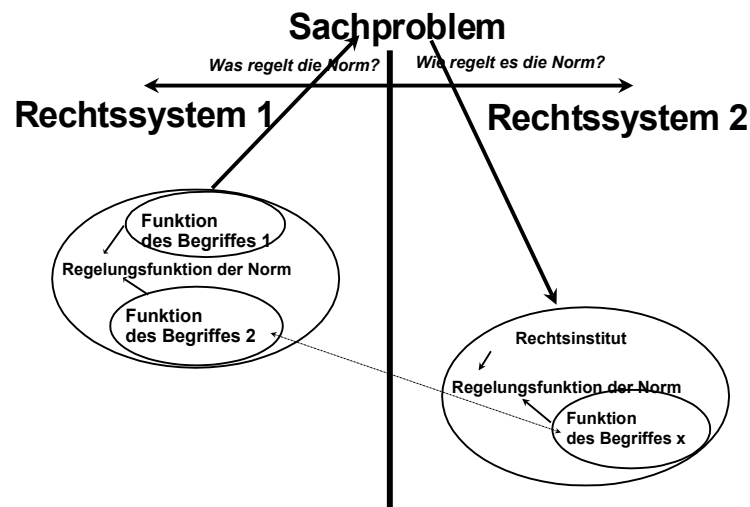 Sachproblem
Was regelt die Norm?
Wie regelt es die Norm?
Rechtssystem 1
Rechtssystem 2
Funktion
des Begriffes 1
Regelungsfunktion der Norm
Funktion
des Begriffes 2
Rechtsinstitut
Regelungsfunktion der Norm
Funktion
des Begriffes x